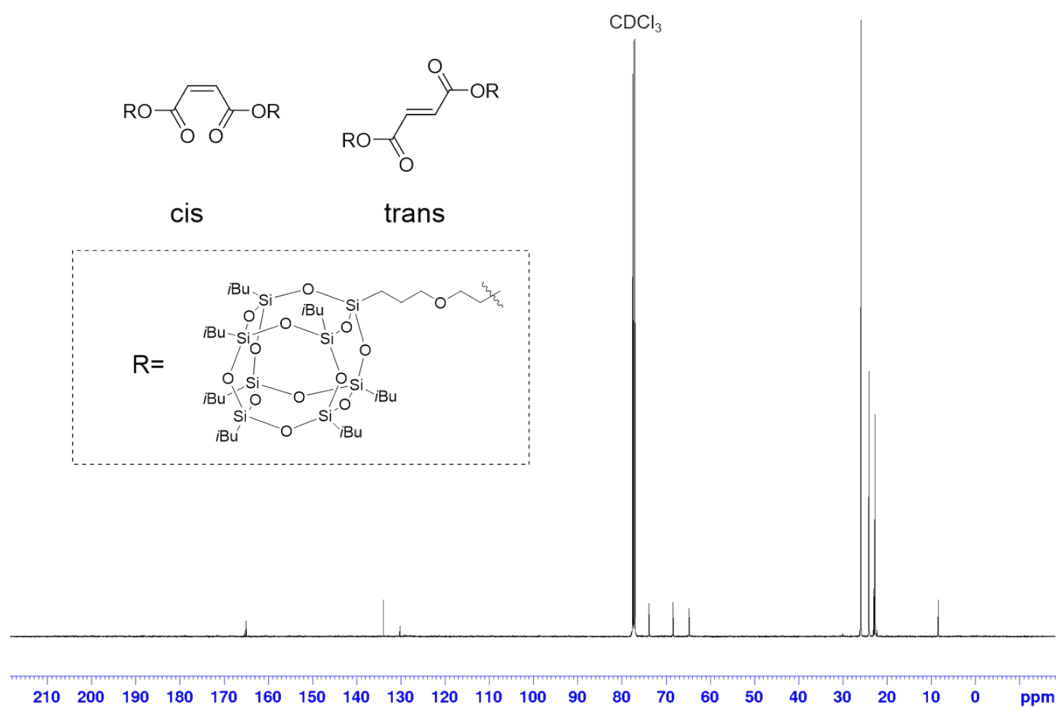 CDCl₃
O
OR
RO
OR
O
O
RO
O
cis
trans
R=
iBu
Si
O
Si
iBu
O
O
iBu
O
Si
Si
O
O
O
O
O
Si
Si
iBu
O
O
O
iBu
Si
Si
iBu
O
iBu
210 200 190 180 170 160 150 140 130 120 110 100 90 80 70 60 50 40 30 20 10 0 ppm